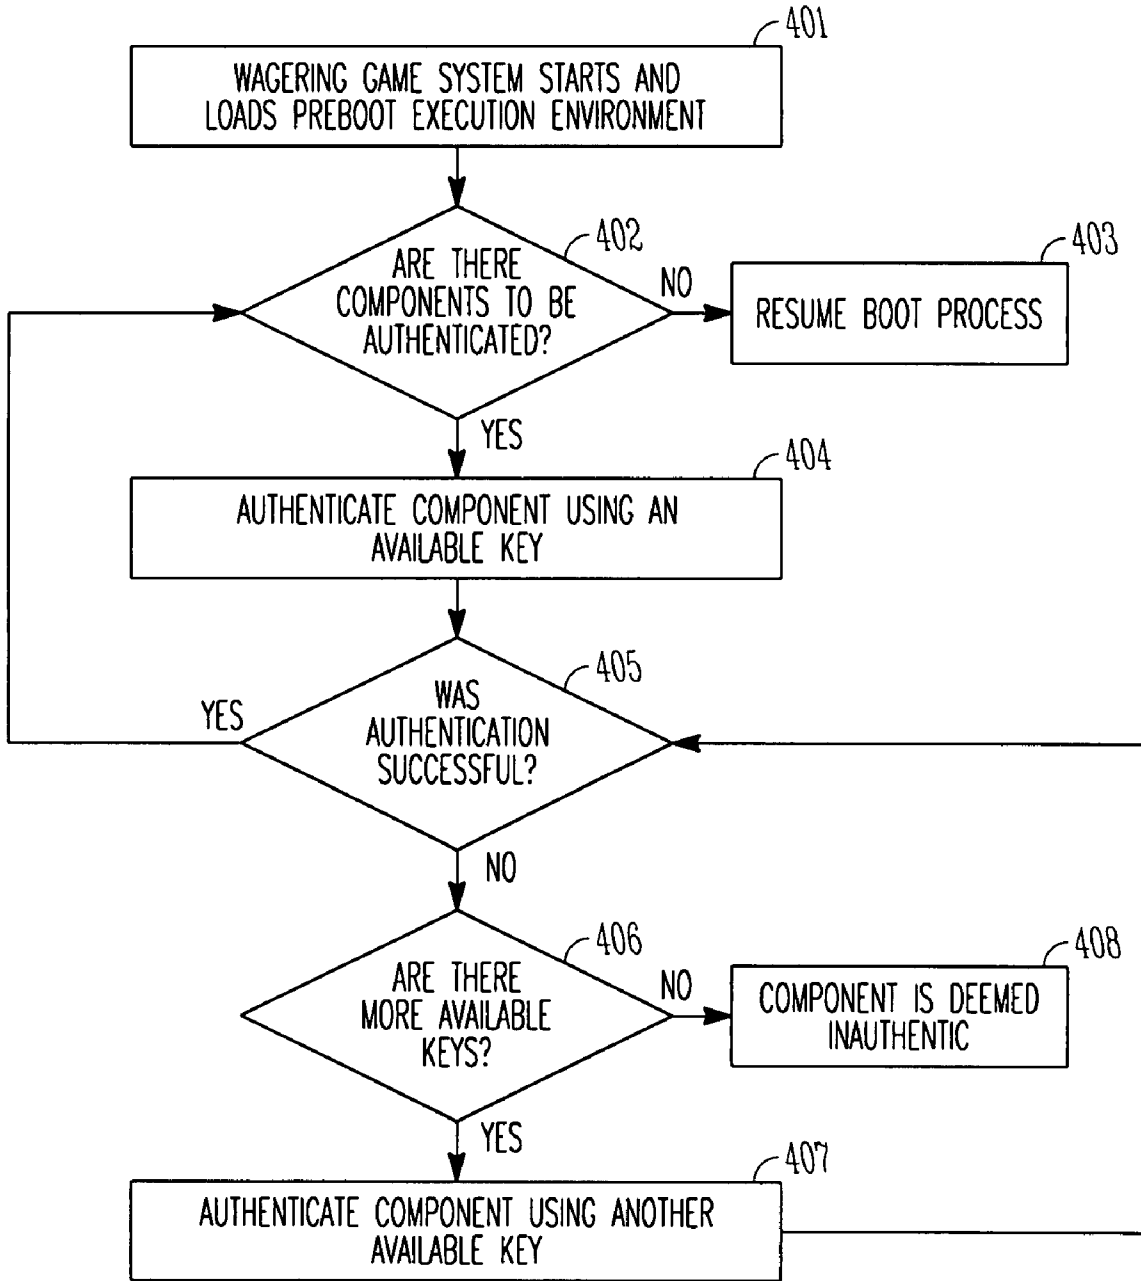 401
WAGERING GAME SYSTEM STARTS AND
LOADS PREBOOT EXECUTION ENVIRONMENT
402
ARE THERE
COMPONENTS TO BE
AUTHENTICATED?
NO
403
RESUME BOOT PROCESS
YES
404
AUTHENTICATE COMPONENT USING AN
AVAILABLE KEY
405
WAS
AUTHENTICATION
SUCCESSFUL?
YES
NO
406
ARE THERE
MORE AVAILABLE
KEYS?
NO
408
COMPONENT IS DEEMED
INAUTHENTIC
YES
407
AUTHENTICATE COMPONENT USING ANOTHER
AVAILABLE KEY